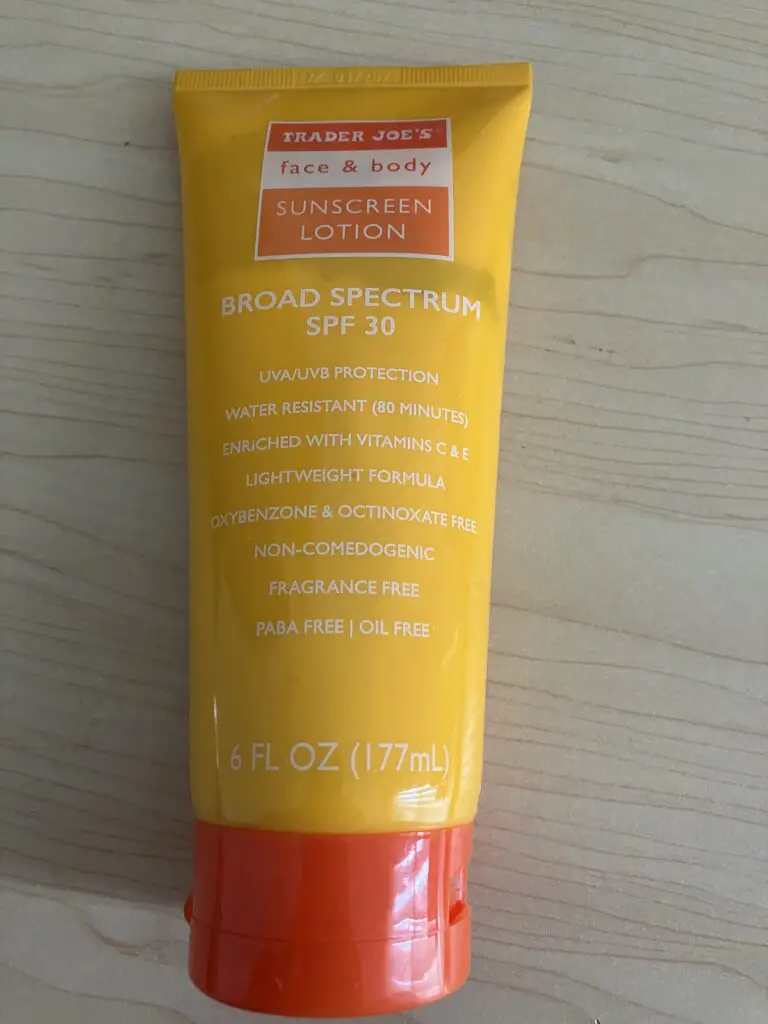 TRADER JOE'S
face & body
SUNSCREEN
LOTION
BROAD SPECTRUM
SPF 30
UVA/UVB PROTECTION
WATER RESISTANT (80 MINUTES)
ENRICHED WITH VITAMINS C & E
LIGHTWEIGHT FORMULA
OXYBENZONE & OCTINOXATE FREE
NON-COMEDOGENIC
FRAGRANCE FREE
PABA FREE | OIL FREE
6 FL OZ (177mL)